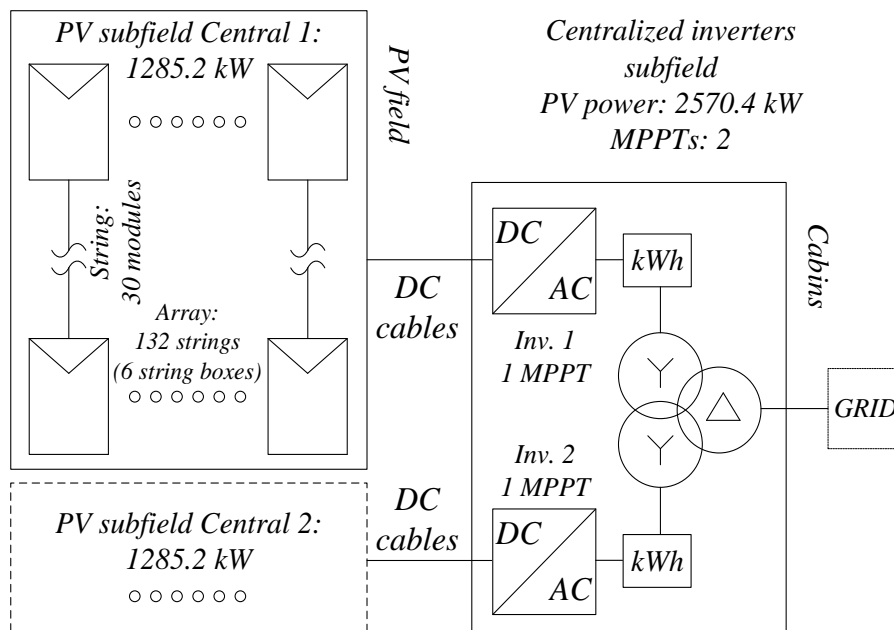 PV subfield Central 1:
1285.2 kW
PV field
String:
30 modules
Array:
132 strings
(6 string boxes)
DC
cables
Centralized inverters
subfield
PV power: 2570.4 kW
MPPTs: 2
DC
AC
kWh
Inv. 1
1 MPPT
Cabins
GRID
Inv. 2
1 MPPT
DC
AC
kWh
PV subfield Central 2:
1285.2 kW
DC
cables